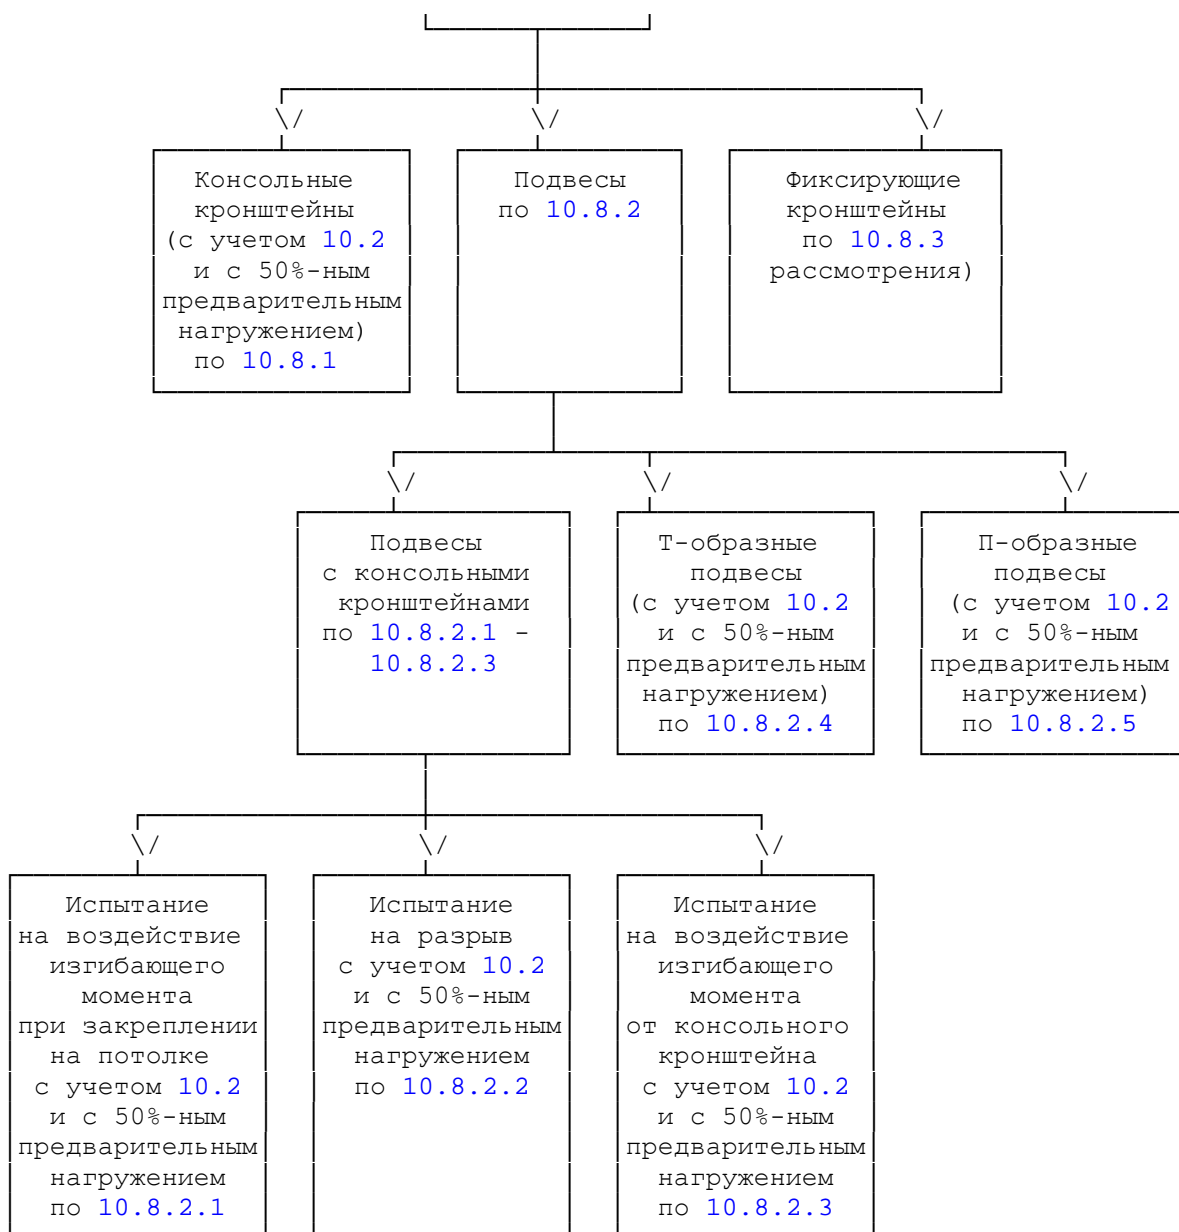 Консольные
кронштейны
(с учетом 10.2
и с 50%-ным
предварительным
нагружением)
по 10.8.1
Подвесы
по 10.8.2
Фиксирующие
кронштейны
по 10.8.3
рассмотрения)
Подвесы
с консольными
кронштейнами
по 10.8.2.1 -
10.8.2.3
Т-образные
подвесы
(с учетом 10.2
и с 50%-ным
предварительным
нагружением)
по 10.8.2.4
П-образные
подвесы
(с учетом 10.2
и с 50%-ным
предварительным
нагружением)
по 10.8.2.5
Испытание
на воздействие
изгибающего
момента
при закреплении
на потолке
с учетом 10.2
и с 50%-ным
предварительным
нагружением
по 10.8.2.1
Испытание
на разрыв
с учетом 10.2
и с 50%-ным
предварительным
нагружением
по 10.8.2.2
Испытание
на воздействие
изгибающего
момента
от консольного
кронштейна
с учетом 10.2
и с 50%-ным
предварительным
нагружением
по 10.8.2.3